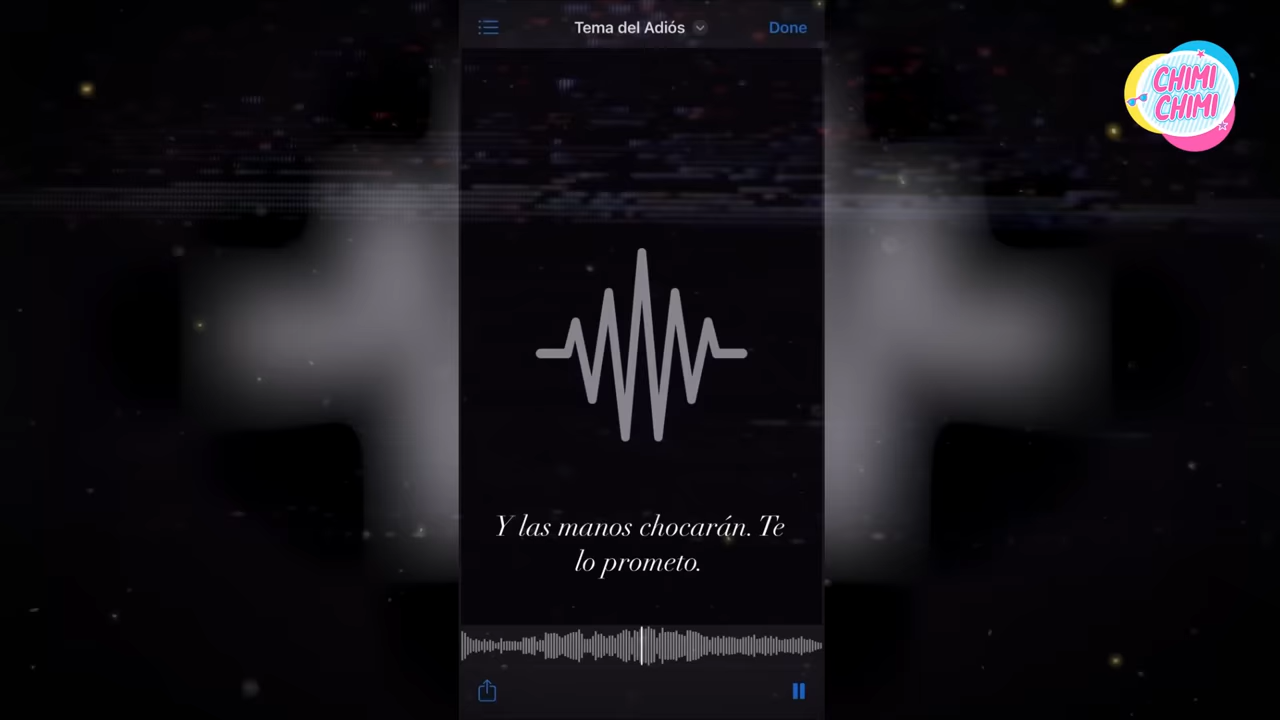 Tema del Adiós
Done
CHIMI
CHIMI
Y las manos chocarán. Te
lo prometo.